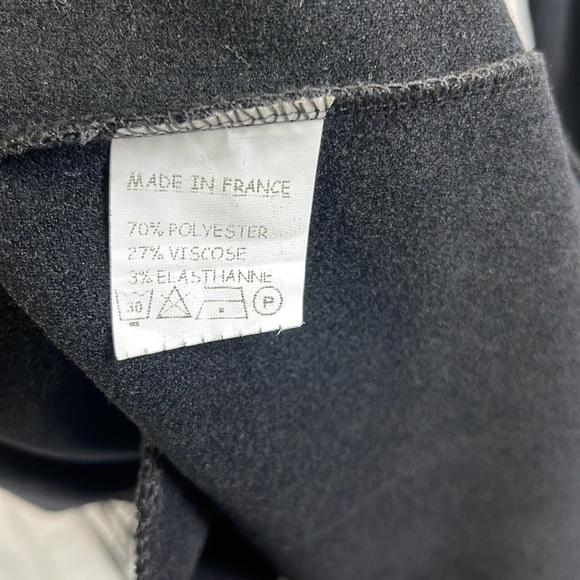 MADE IN FRANCE
70% POLYESTER
27% VISCOSE
3% ELASTHANNE
30 P